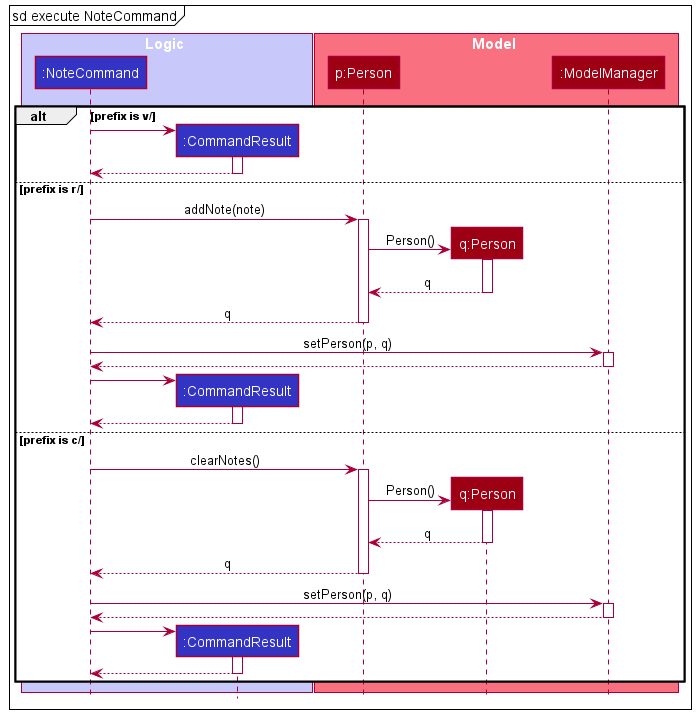 sd execute NoteCommand
Logic
Model
:NoteCommand
p:Person
:ModelManager
alt
[prefix is v/]
:CommandResult
[prefix is r/]
addNote(note)
Person()
q:Person
q
q
setPerson(p, q)
:CommandResult
[prefix is c/]
clearNotes()
Person()
q:Person
q
q
setPerson(p, q)
:CommandResult